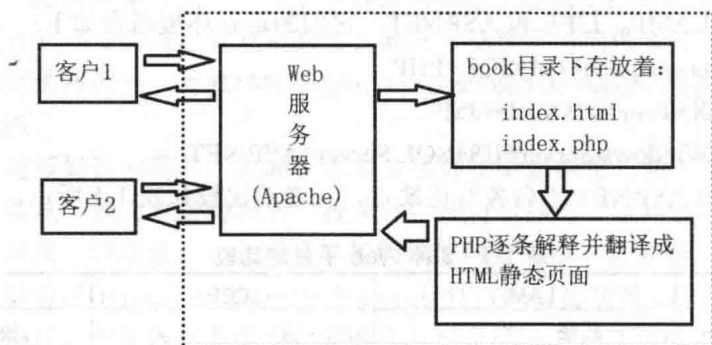 客户1
客户2
Web
服
务
器
(Apache)
book目录下存放着:
index.html
index.php
PHP逐条解释并翻译成
HTML静态页面